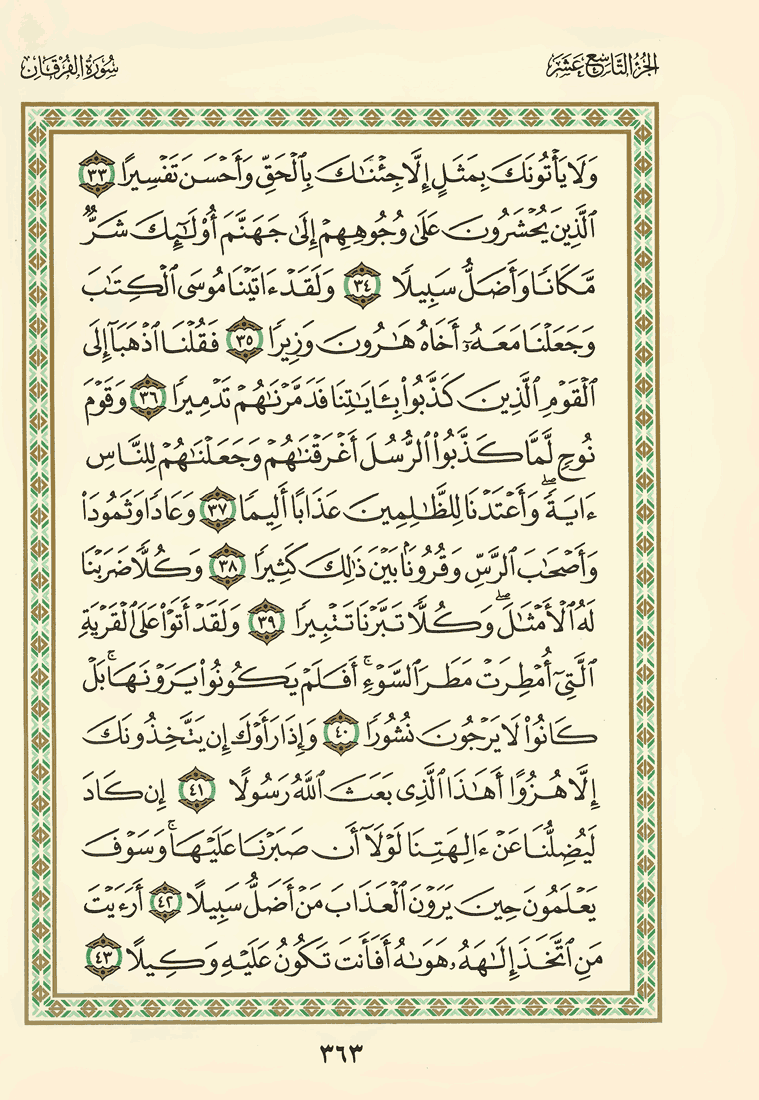 الجزء التاسع عشر
سورة الفرقان
وَلَا يَأْتُونَكَ بِمَثَلٍ إِلَّا جِئْنَٰكَ بِٱلْحَقِّ وَأَحْسَنَ تَفْسِيرًا ٣٣
ٱلَّذِينَ يُحْشَرُونَ عَلَىٰ وُجُوهِهِمْ إِلَىٰ جَهَنَّمَ أُو۟لَٰٓئِكَ شَرٌّ
مَّكَانًا وَأَضَلُّ سَبِيلًا ٣٤ وَلَقَدْ ءَاتَيْنَا مُوسَى ٱلْكِتَٰبَ
وَجَعَلْنَا مَعَهُۥٓ أَخَاهُ هَٰرُونَ وَزِيرًا ٣٥ فَقُلْنَا ٱذْهَبَآ إِلَى
ٱلْقَوْمِ ٱلَّذِينَ كَذَّبُوا۟ بِـَٔايَٰتِنَا فَدَمَّرْنَٰهُمْ تَدْمِيرًا ٣٦ وَقَوْمَ
نُوحٍ لَّمَّا كَذَّبُوا۟ ٱلرُّسُلَ أَغْرَقْنَٰهُمْ وَجَعَلْنَٰهُمْ لِلنَّاسِ
ءَايَةً ۖ وَأَعْتَدْنَا لِلظَّٰلِمِينَ عَذَابًا أَلِيمًا ٣٧ وَعَادًا وَثَمُودَا۟
وَأَصْحَٰبَ ٱلرَّسِّ وَقُرُونًۢا بَيْنَ ذَٰلِكَ كَثِيرًا ٣٨ وَكُلًّا ضَرَبْنَا
لَهُ ٱلْأَمْثَٰلَ ۖ وَكُلًّا تَبَّرْنَا تَتْبِيرًا ٣٩ وَلَقَدْ أَتَوْا۟ عَلَى ٱلْقَرْيَةِ
ٱلَّتِىٓ أُمْطِرَتْ مَطَرَ ٱلسَّوْءِ ۚ أَفَلَمْ يَكُونُوا۟ يَرَوْنَهَا ۚ بَلْ
كَانُوا۟ لَا يَرْجُونَ نُشُورًا ٤٠ وَإِذَا رَأَوْكَ إِن يَتَّخِذُونَكَ
إِلَّا هُزُوًا أَهَٰذَا ٱلَّذِى بَعَثَ ٱللَّهُ رَسُولًا ٤١ إِن كَادَ
لَيُضِلُّنَا عَنْ ءَالِهَتِنَا لَوْلَآ أَن صَبَرْنَا عَلَيْهَا ۚ وَسَوْفَ
يَعْلَمُونَ حِينَ يَرَوْنَ ٱلْعَذَابَ مَنْ أَضَلُّ سَبِيلًا ٤٢ أَرَءَيْتَ
مَنِ ٱتَّخَذَ إِلَٰهَهُۥ هَوَىٰهُ أَفَأَنتَ تَكُونُ عَلَيْهِ وَكِيلًا ٤٣
٣٦٣